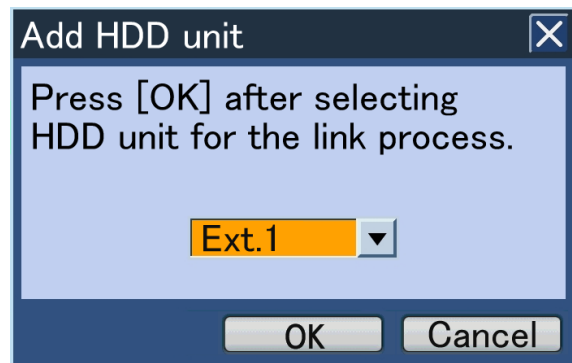 Add HDD unit
Press [OK] after selecting
HDD unit for the link process.
Ext.1
OK Cancel